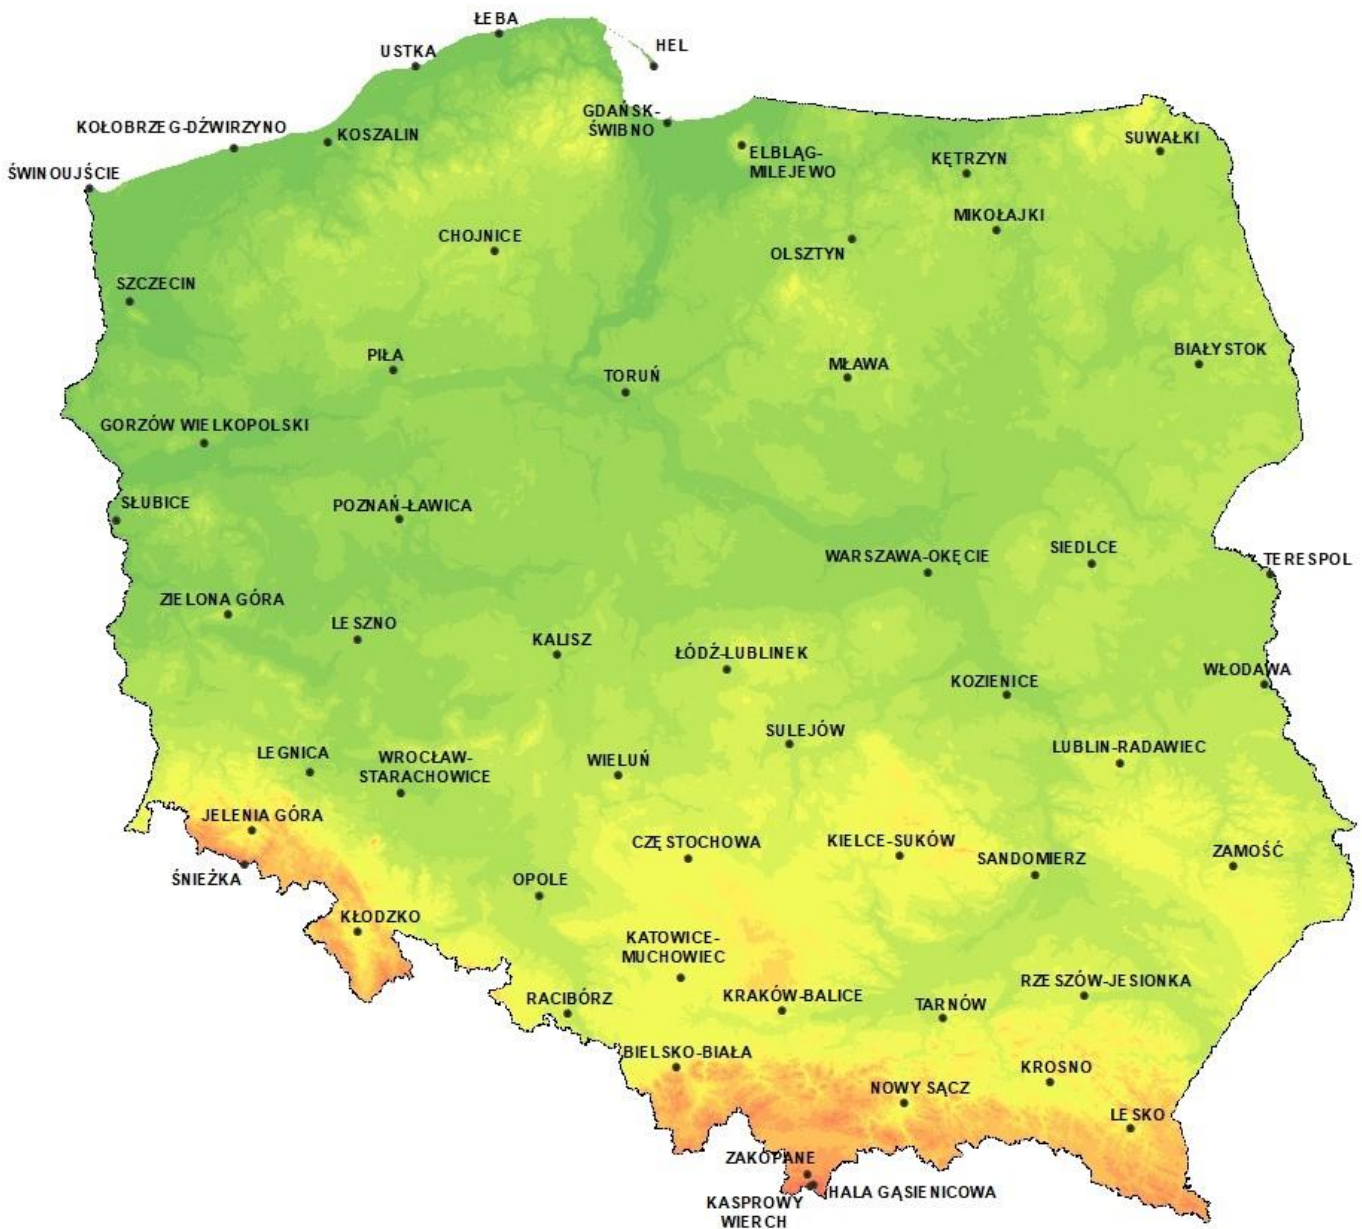 ŁEBA
USTKA
HEL
KOŁOBRZEG-DŹWIRZYNO
KOSZALIN
GDAŃSK-
ŚWIBNO
ELBLĄG-
MILEJEWO
KĘTRZYN
SUWAŁKI
ŚWINOUJŚCIE
MIKOŁAJKI
CHOJNICE
OLSZTYN
SZCZECIN
PIŁA
TORUŃ
MŁAWA
BIAŁYSTOK
GORZÓW WIELKOPOLSKI
SŁUBICE
POZNAŃ-ŁAWICA
WARSZAWA-OKĘCIE
SIEDLCE
TERESPOL
ZIELONA GÓRA
LESZNO
KALISZ
ŁÓDŹ-LUBLINEK
KOZIENICE
WŁODAWA
SULEJÓW
LEGNICA
WROCŁAW-
STARACHOWICE
WIELUŃ
LUBLIN-RADAWIEC
JELENIA GÓRA
CZĘSTOCHOWA
KIELCE-SUKÓW
SANDOMIERZ
ZAMOŚĆ
ŚNIEŻKA
OPOLE
KŁODZKO
KATOWICE-
MUCHOWIEC
RACIBÓRZ
KRAKÓW-BALICE
TARNÓW
RZESZÓW-JESIONKA
BIELSKO-BIAŁA
NOWY SĄCZ
KROSNO
LESKO
ZAKOPANE
HALA GĄSIENICOWA
KASPROWY
WIERCH